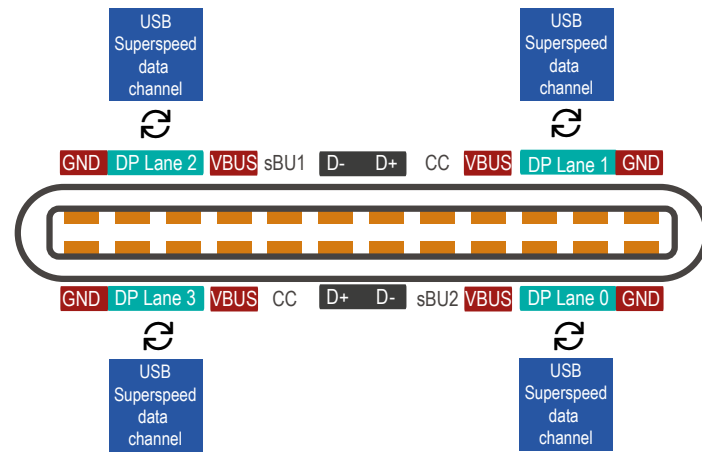 USB
Superspeed
data
channel
USB
Superspeed
data
channel
GND DP Lane 2 VBUS sBU1 D- D+ CC VBUS DP Lane 1 GND
GND DP Lane 3 VBUS CC D+ D- sBU2 VBUS DP Lane 0 GND
USB
Superspeed
data
channel
USB
Superspeed
data
channel